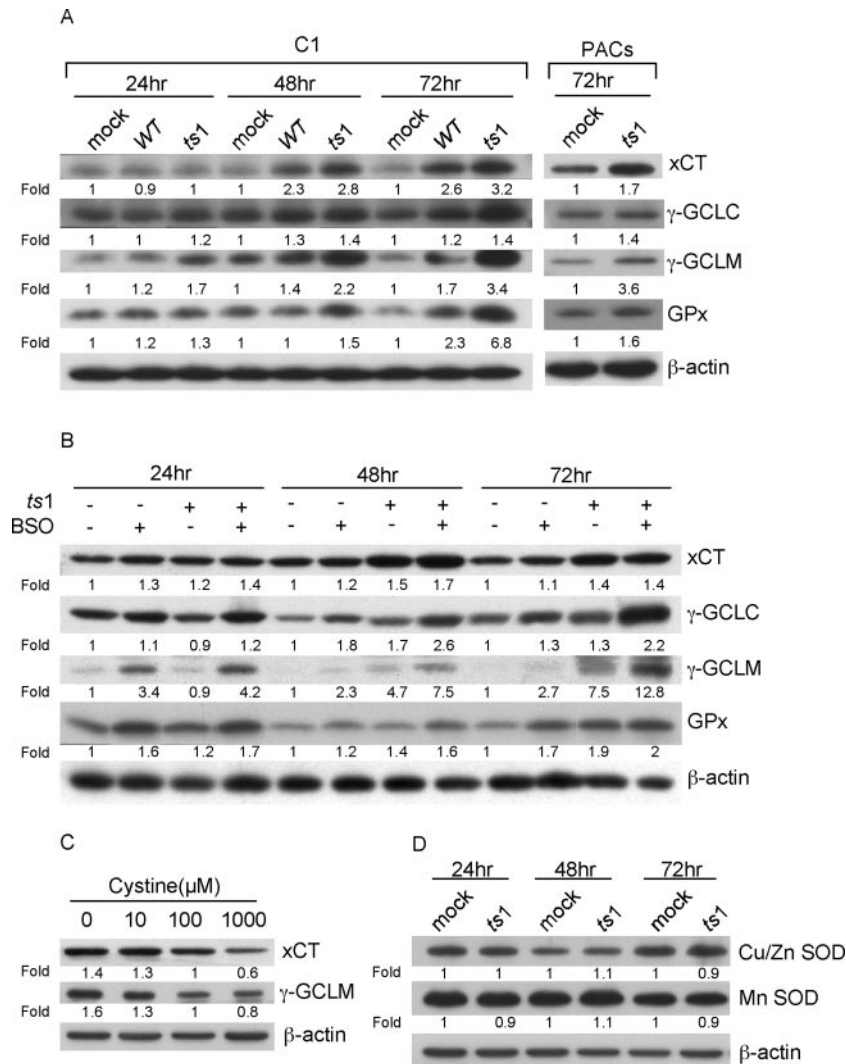 A
C1
PACs
24hr 48hr 72hr 72hr
mock WT ts1 mock WT ts1 mock WT ts1 mock ts1
xCT
Fold 1 0.9 1 1 2.3 2.8 1 2.6 3.2 1 1.7
γ-GCLC
Fold 1 1 1.2 1 1.3 1.4 1 1.2 1.4 1 1.4
γ-GCLM
Fold 1 1.2 1.7 1 1.4 2.2 1 1.7 3.4 1 3.6
GPx
Fold 1 1.2 1.3 1 1 1.5 1 2.3 6.8 1 1.6
β-actin
B
24hr 48hr 72hr
ts1 - - + + - - + + - - + +
BSO - + - + - + - + - + - +
xCT
Fold 1 1.3 1.2 1.4 1 1.2 1.5 1.7 1 1.1 1.4 1.4
γ-GCLC
Fold 1 1.1 0.9 1.2 1 1.8 1.7 2.6 1 1.3 1.3 2.2
γ-GCLM
Fold 1 3.4 0.9 4.2 1 2.3 4.7 7.5 1 2.7 7.5 12.8
GPx
Fold 1 1.6 1.2 1.7 1 1.2 1.4 1.6 1 1.7 1.9 2
β-actin
C
Cystine(µM)
0 10 100 1000
xCT
Fold 1.4 1.3 1 0.6
γ-GCLM
Fold 1.6 1.3 1 0.8
β-actin
D
24hr 48hr 72hr
mock ts1 mock ts1 mock ts1
Cu/Zn SOD
Fold 1 1 1 1.1 1 0.9
Mn SOD
Fold 1 0.9 1 1.1 1 0.9
β-actin